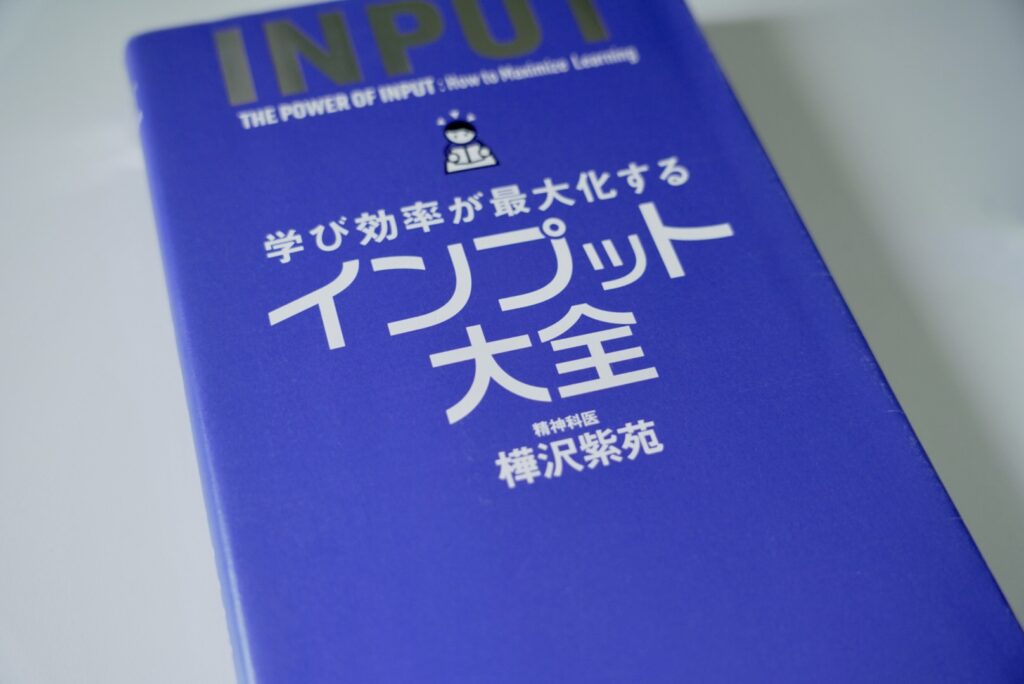 INPUT
THE POWER OF INPUT : How to Maximize Learning
学び効率が最大化する
インプット
大全
精神科医
樺沢紫苑